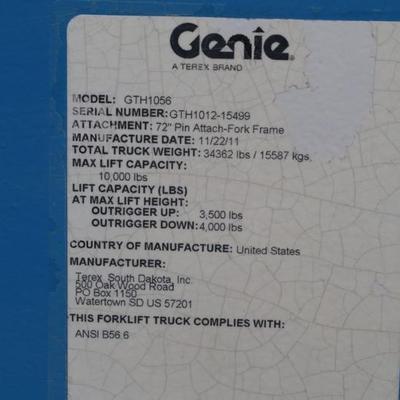 Genie
A TEREX BRAND
MODEL: GTH1056
SERIAL NUMBER: GTH1012-15499
ATTACHMENT: 72" Pin Attach-Fork Frame
MANUFACTURE DATE: 11/22/11
TOTAL TRUCK WEIGHT: 34362 lbs / 15587 kgs.
MAX LIFT CAPACITY:
10,000 lbs
LIFT CAPACITY (LBS)
AT MAX LIFT HEIGHT:
OUTRIGGER UP: 3,500 lbs
OUTRIGGER DOWN: 4,000 lbs
COUNTRY OF MANUFACTURE: United States
MANUFACTURER:
Terex South Dakota, Inc.
500 Oak Wood Road
PO Box 1150
Watertown SD US 57201
THIS FORKLIFT TRUCK COMPLIES WITH:
ANSI B56.6